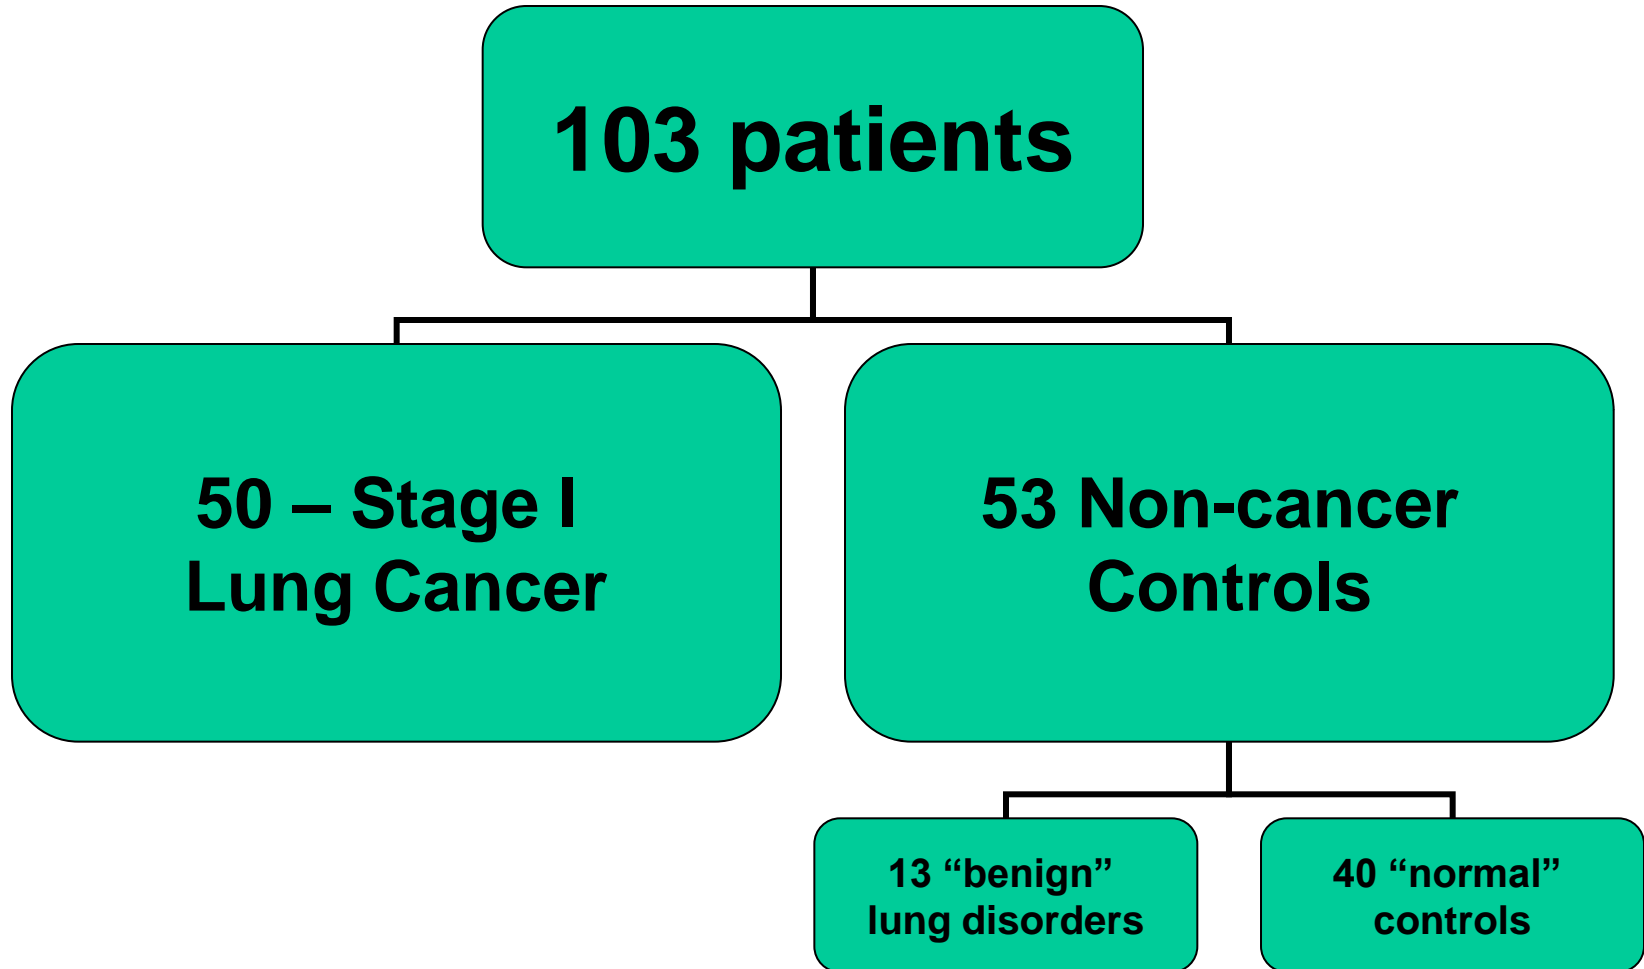 103 patients
50 – Stage I
Lung Cancer
53 Non-cancer
Controls
13 “benign”
lung disorders
40 “normal”
controls